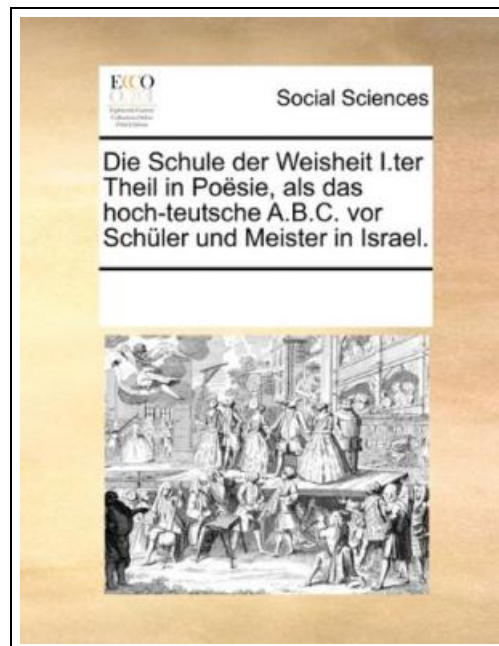 ECCO
Social Sciences
Die Schule der Weisheit I.ter
Theil in Poësie, als das
hoch-teutsche A.B.C. vor
Schüler und Meister in Israel.